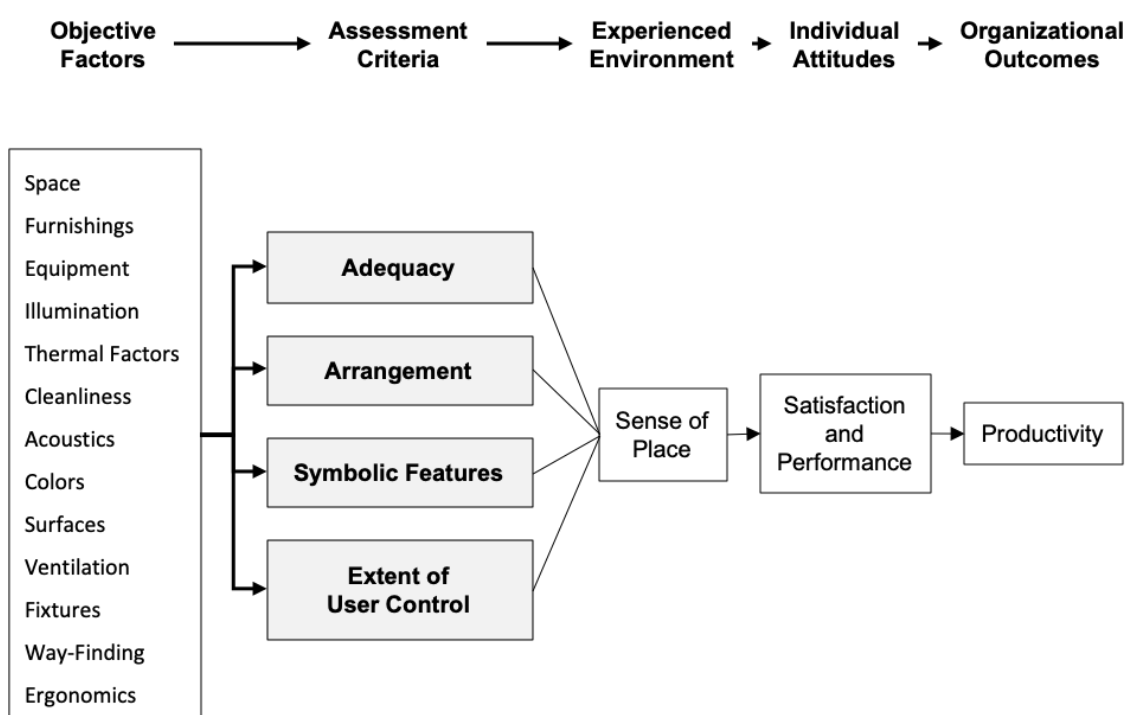 Objective
Factors
Assessment
Criteria
Experienced
Environment
Individual
Attitudes
Organizational
Outcomes
Space
Furnishings
Equipment
Illumination
Thermal Factors
Cleanliness
Acoustics
Colors
Surfaces
Ventilation
Fixtures
Way-Finding
Ergonomics
Adequacy
Arrangement
Symbolic Features
Extent of
User Control
Sense of
Place
Satisfaction
and
Performance
Productivity